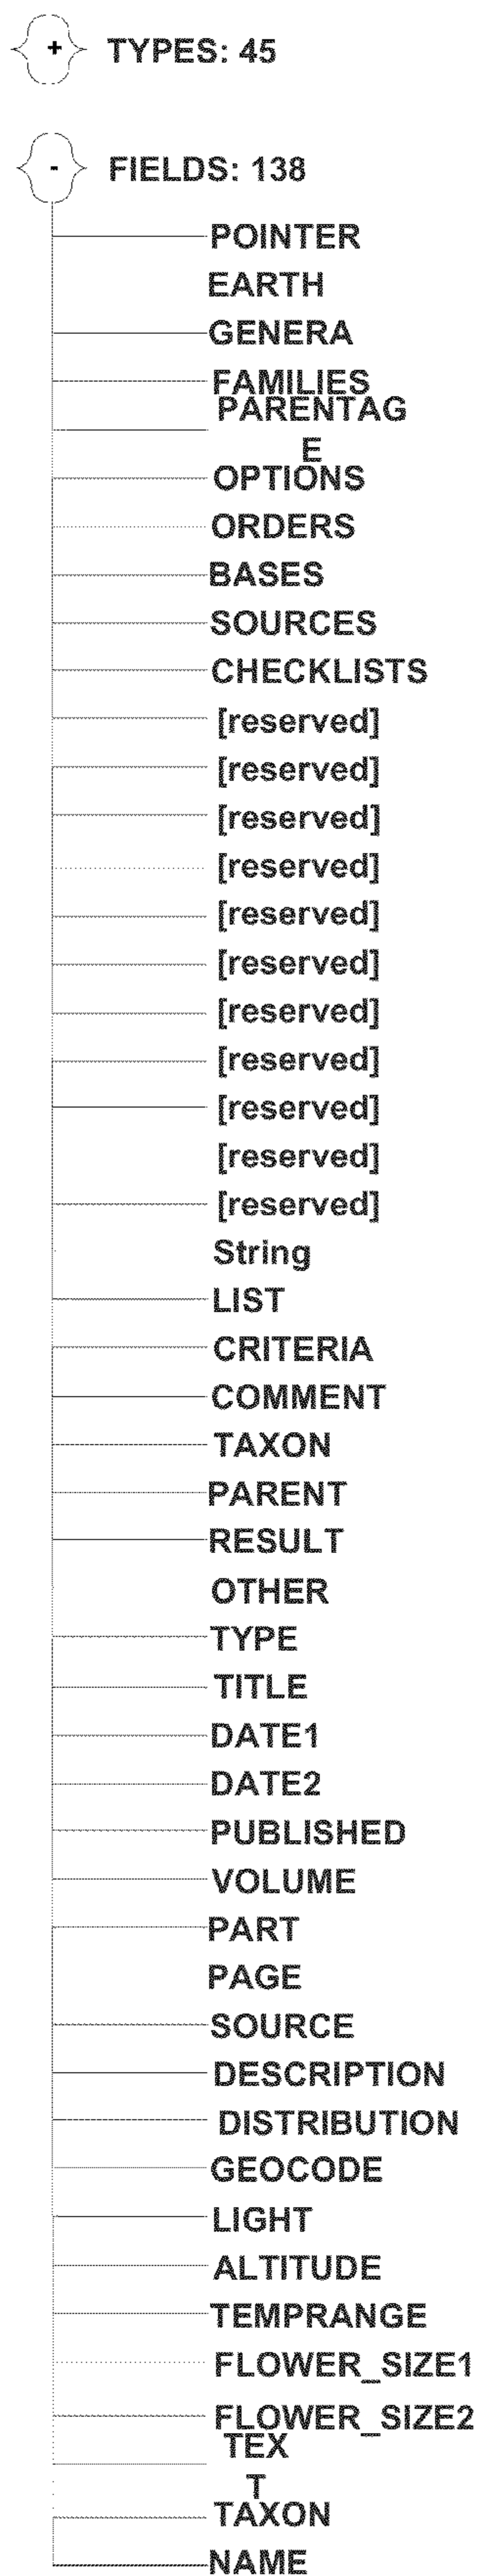 + TYPES: 45
- FIELDS: 138
POINTER
EARTH
GENERA
FAMILIES
PARENTAG
E
OPTIONS
ORDERS
BASES
SOURCES
CHECKLISTS
[reserved]
[reserved]
[reserved]
[reserved]
[reserved]
[reserved]
[reserved]
[reserved]
[reserved]
[reserved]
[reserved]
String
LIST
CRITERIA
COMMENT
TAXON
PARENT
RESULT
OTHER
TYPE
TITLE
DATE1
DATE2
PUBLISHED
VOLUME
PART
PAGE
SOURCE
DESCRIPTION
DISTRIBUTION
GEOCODE
LIGHT
ALTITUDE
TEMPRANGE
FLOWER_SIZE1
FLOWER_SIZE2
TEX
T
TAXON
NAME